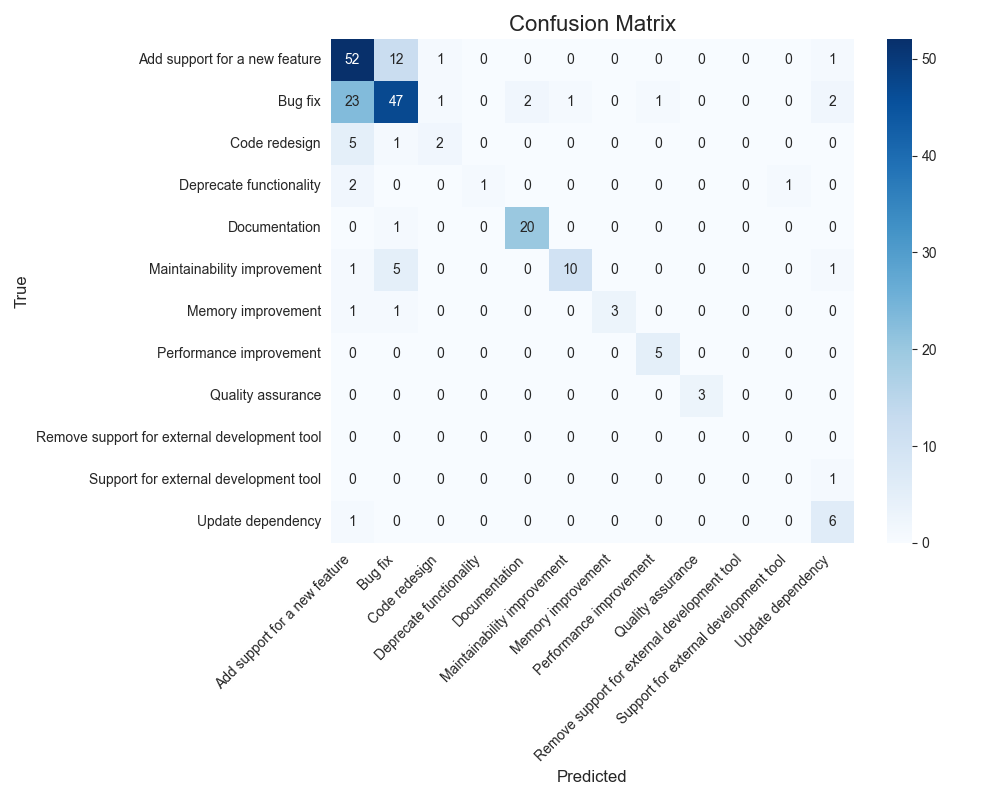 Confusion Matrix
True
Add support for a new feature 52 12 1 0 0 0 0 0 0 0 0 1
Bug fix 23 47 1 0 2 1 0 1 0 0 0 2
Code redesign 5 1 2 0 0 0 0 0 0 0 0 0
Deprecate functionality 2 0 0 1 0 0 0 0 0 0 1 0
Documentation 0 1 0 0 20 0 0 0 0 0 0 0
Maintainability improvement 1 5 0 0 0 10 0 0 0 0 0 1
Memory improvement 1 1 0 0 0 0 3 0 0 0 0 0
Performance improvement 0 0 0 0 0 0 0 5 0 0 0 0
Quality assurance 0 0 0 0 0 0 0 0 3 0 0 0
Remove support for external development tool 0 0 0 0 0 0 0 0 0 0 0 0
Support for external development tool 0 0 0 0 0 0 0 0 0 0 0 1
Update dependency 1 0 0 0 0 0 0 0 0 0 0 6
Add support for a new feature
Bug fix
Code redesign
Deprecate functionality
Documentation
Maintainability improvement
Memory improvement
Performance improvement
Quality assurance
Remove support for external development tool
Support for external development tool
Update dependency
Predicted
50
40
30
20
10
0